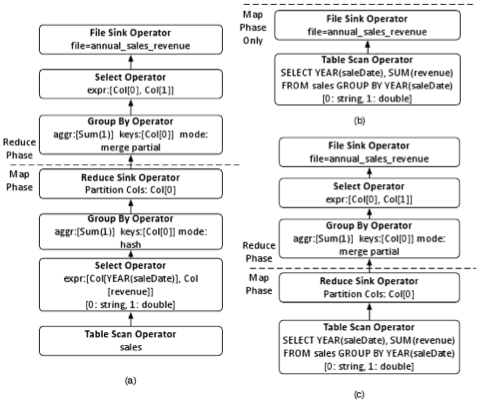 File Sink Operator
file=annual_sales_revenue
Select Operator
expr:[Col[0], Col[1]]
Group By Operator
aggr:[Sum(1)] keys:[Col[0]] mode:
merge partial
Reduce
Phase
Map
Phase
Reduce Sink Operator
Partition Cols: Col[0]
Group By Operator
aggr:[Sum(1)] keys:[Col[0]] mode:
hash
Select Operator
expr:[Col[YEAR(saleDate)], Col
[revenue]]
[0: string, 1: double]
Table Scan Operator
sales
(a)
Map
Phase
Only
File Sink Operator
file=annual_sales_revenue
Table Scan Operator
SELECT YEAR(saleDate), SUM(revenue)
FROM sales GROUP BY YEAR(saleDate)
[0: string, 1: double]
(b)
File Sink Operator
file=annual_sales_revenue
Select Operator
expr:[Col[0], Col[1]]
Group By Operator
aggr:[Sum(1)] keys:[Col[0]] mode:
merge partial
Reduce
Phase
Map
Phase
Reduce Sink Operator
Partition Cols: Col[0]
Table Scan Operator
SELECT YEAR(saleDate), SUM(revenue)
FROM sales GROUP BY YEAR(saleDate)
[0: string, 1: double]
(c)